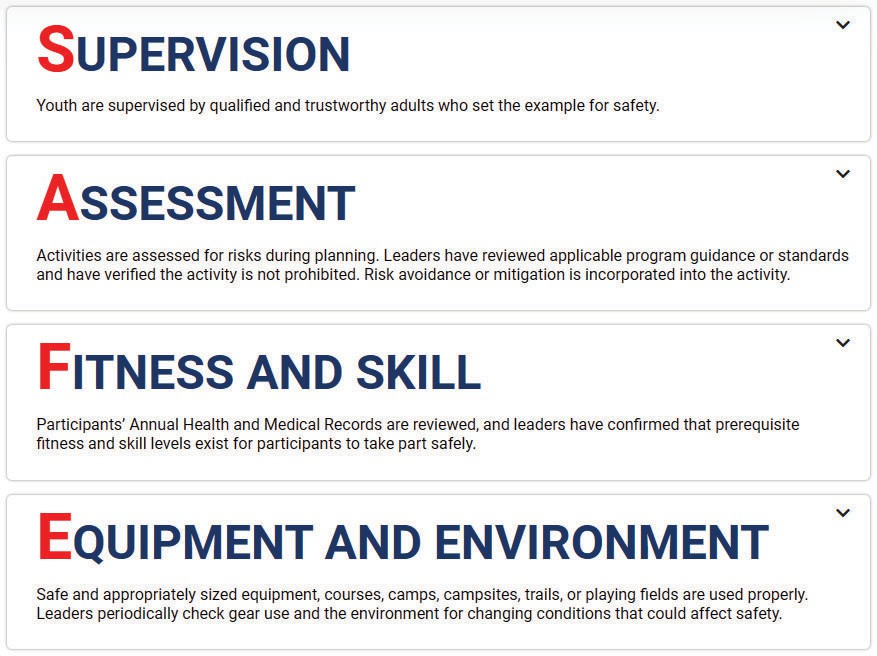 SUPERVISION
Youth are supervised by qualified and trustworthy adults who set the example for safety.
ASSESSMENT
Activities are assessed for risks during planning. Leaders have reviewed applicable program guidance or standards
and have verified the activity is not prohibited. Risk avoidance or mitigation is incorporated into the activity.
FITNESS AND SKILL
Participants’ Annual Health and Medical Records are reviewed, and leaders have confirmed that prerequisite
fitness and skill levels exist for participants to take part safely.
EQUIPMENT AND ENVIRONMENT
Safe and appropriately sized equipment, courses, camps, campsites, trails, or playing fields are used properly.
Leaders periodically check gear use and the environment for changing conditions that could affect safety.